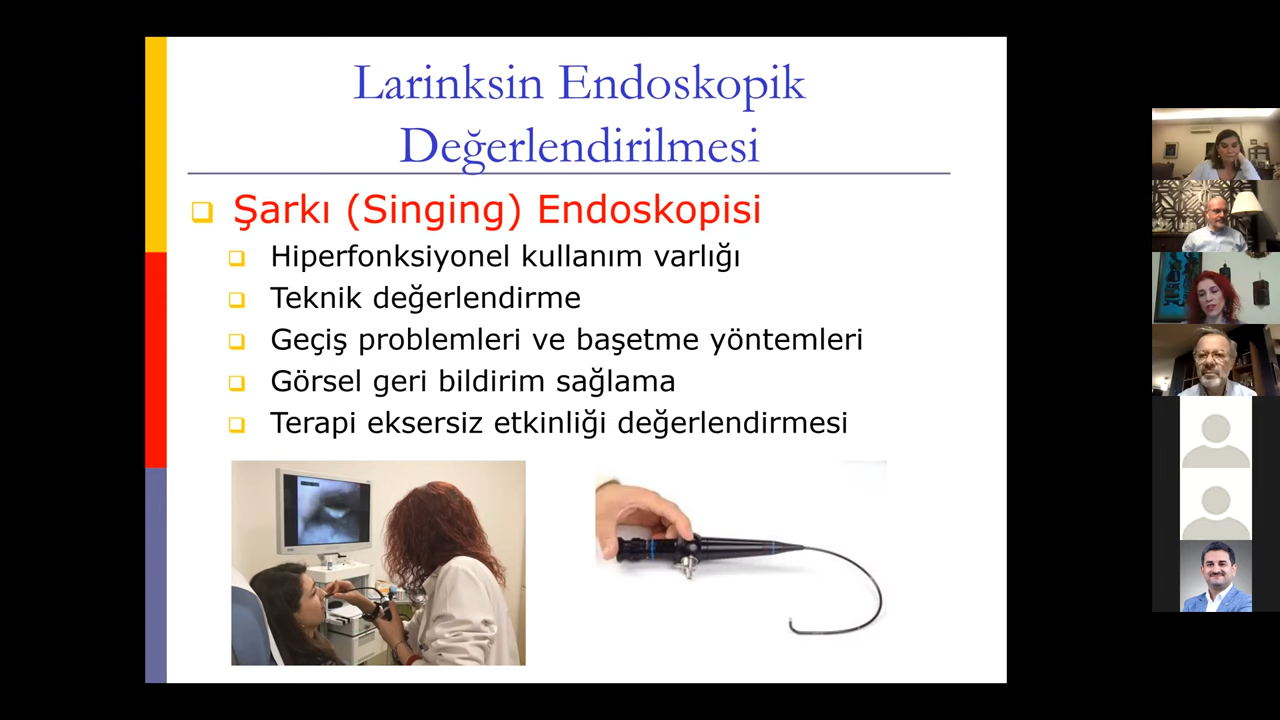 Larinksin Endoskopik
Değerlendirilmesi
Şarkı (Singing) Endoskopisi
Hiperfonksiyonel kullanım varlığı
Teknik değerlendirme
Geçiş problemleri ve başetme yöntemleri
Görsel geri bildirim sağlama
Terapi eksersiz etkinliği değerlendirmesi